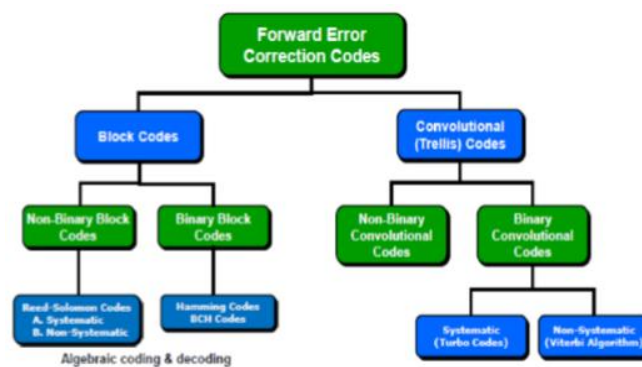 Forward Error
Correction Codes
Block Codes
Convolutional
(Trellis) Codes
Non-Binary Block
Codes
Binary Block
Codes
Non-Binary
Convolutional
Codes
Binary
Convolutional
Codes
Reed-Solomon Codes
A. Systematic
B. Non-Systematic
Hamming Codes
BCH Codes
Systematic
(Turbo Codes)
Non-Systematic
(Viterbi Algorithm)
Algebraic coding & decoding